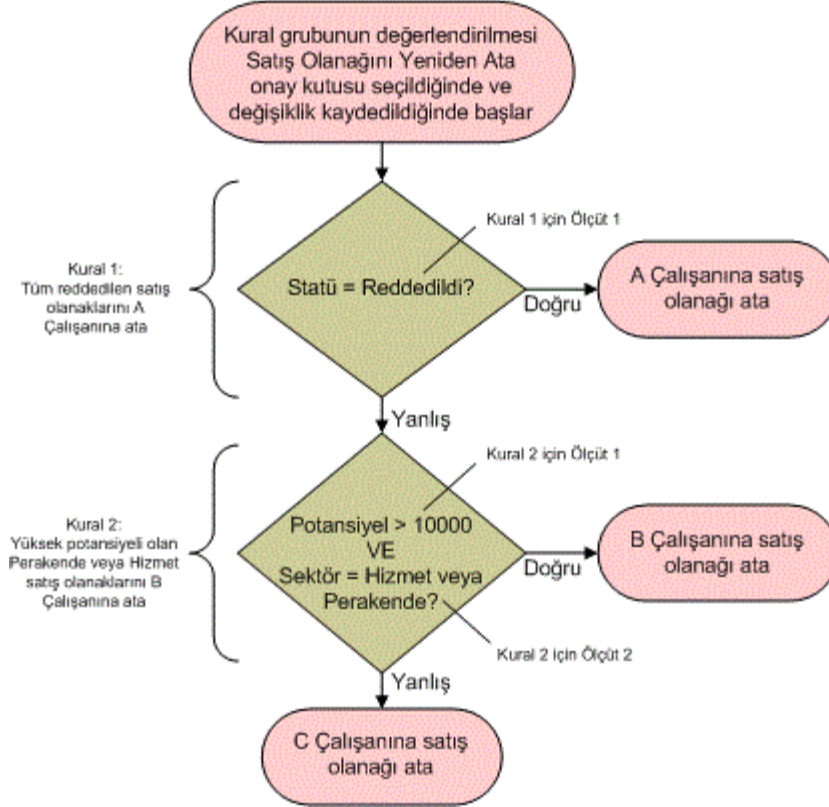 Kural grubunun değerlendirilmesi
Satış Olanağını Yeniden Ata
onay kutusu seçildiğinde ve
değişiklik kaydedildiğinde başlar
Kural 1 için Ölçüt 1
Kural 1:
Tüm reddedilen satış
olanaklarını A
Çalışanına ata
Statü = Reddedildi?
Doğru
A Çalışanına satış
olanağı ata
Yanlış
Kural 2 için Ölçüt 1
Kural 2:
Yüksek potansiyeli olan
Perakende veya Hizmet
satış olanaklarını B
Çalışanına ata
Potansiyel > 10000
VE
Sektör = Hizmet veya
Perakende?
Doğru
B Çalışanına satış
olanağı ata
Kural 2 için Ölçüt 2
Yanlış
C Çalışanına satış
olanağı ata